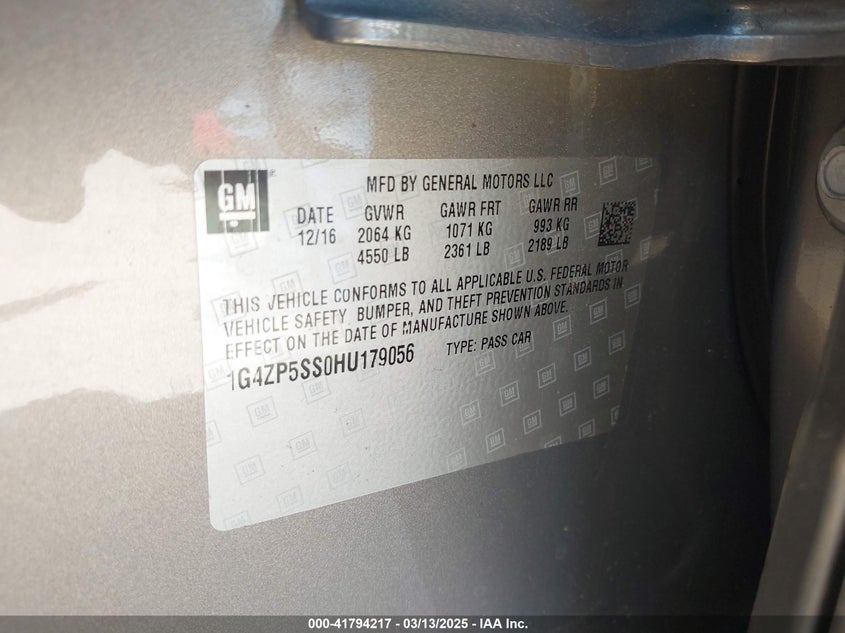 GM
MFD BY GENERAL MOTORS LLC
DATE GVWR GAWR FRT GAWR RR
12/16 2064 KG 1071 KG 993 KG
4550 LB 2361 LB 2189 LB
THIS VEHICLE CONFORMS TO ALL APPLICABLE U.S. FEDERAL MOTOR
VEHICLE SAFETY BUMPER, AND THEFT PREVENTION STANDARDS IN
EFFECT ON THE DATE OF MANUFACTURE SHOWN ABOVE.
1G4ZP5SS0HU179056 TYPE: PASS CAR
000-41794217 - 03/13/2025 - IAA Inc.